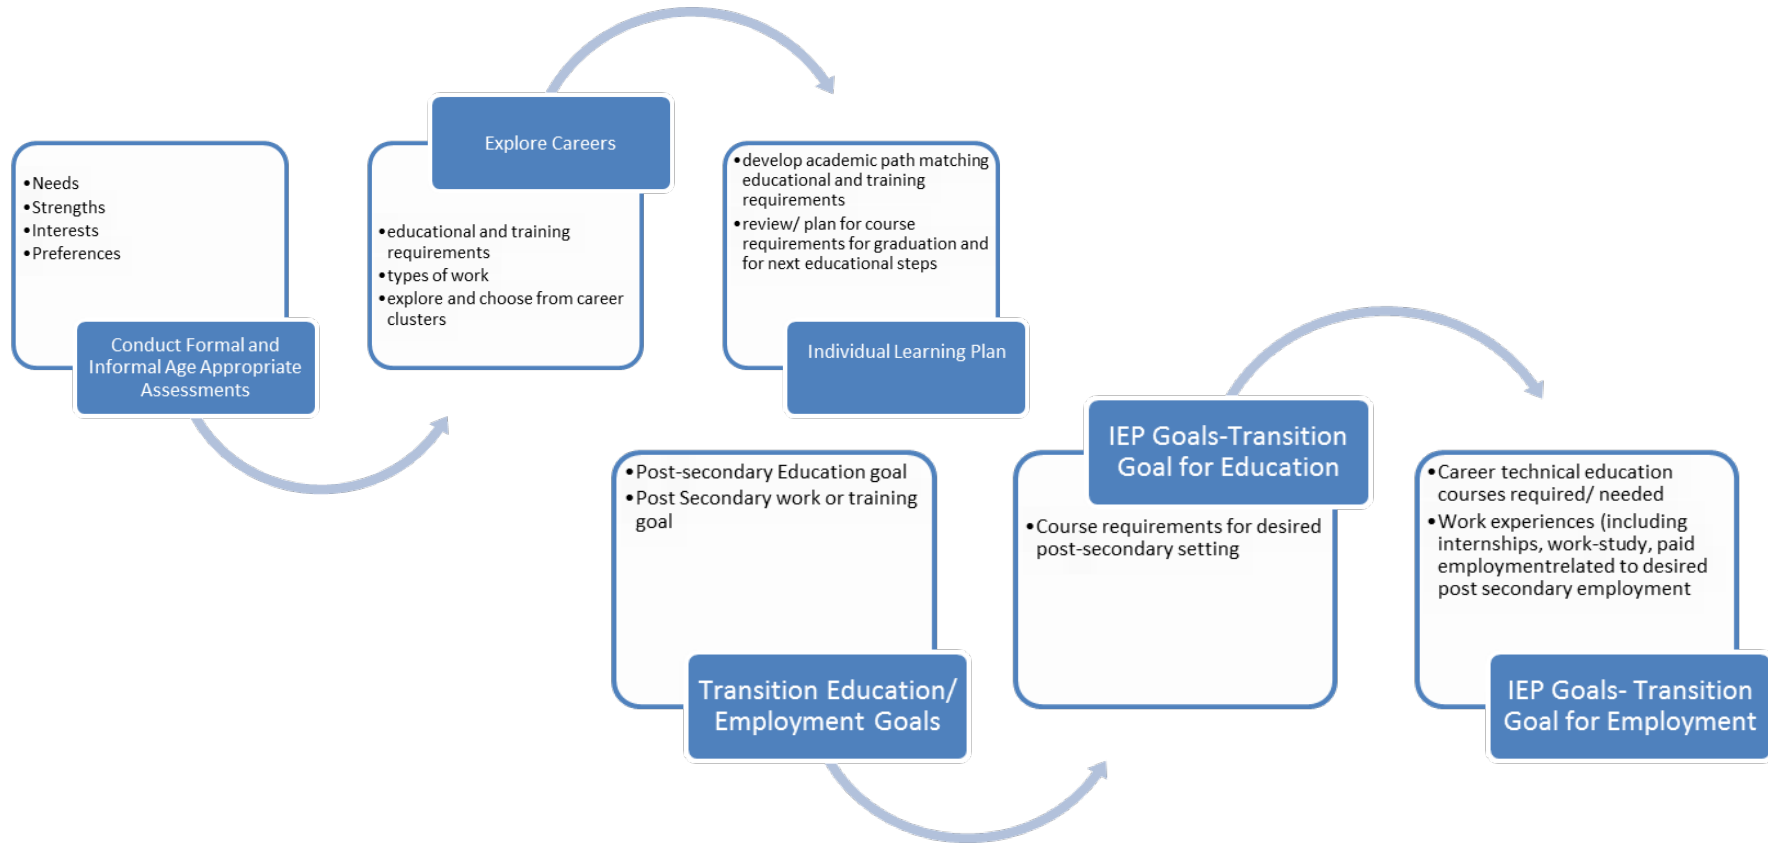 •Needs
•Strengths
•Interests
•Preferences
Conduct Formal and
Informal Age Appropriate
Assessments
Explore Careers
•educational and training
requirements
•types of work
•explore and choose from career
clusters
•develop academic path matching
educational and training
requirements
•review/ plan for course
requirements for graduation and
for next educational steps
Individual Learning Plan
•Post-secondary Education goal
•Post Secondary work or training
goal
Transition Education/
Employment Goals
IEP Goals-Transition
Goal for Education
•Course requirements for desired
post-secondary setting
•Career technical education
courses required/ needed
•Work experiences (including
internships, work-study, paid
employmentrelated to desired
post secondary employment
IEP Goals- Transition
Goal for Employment